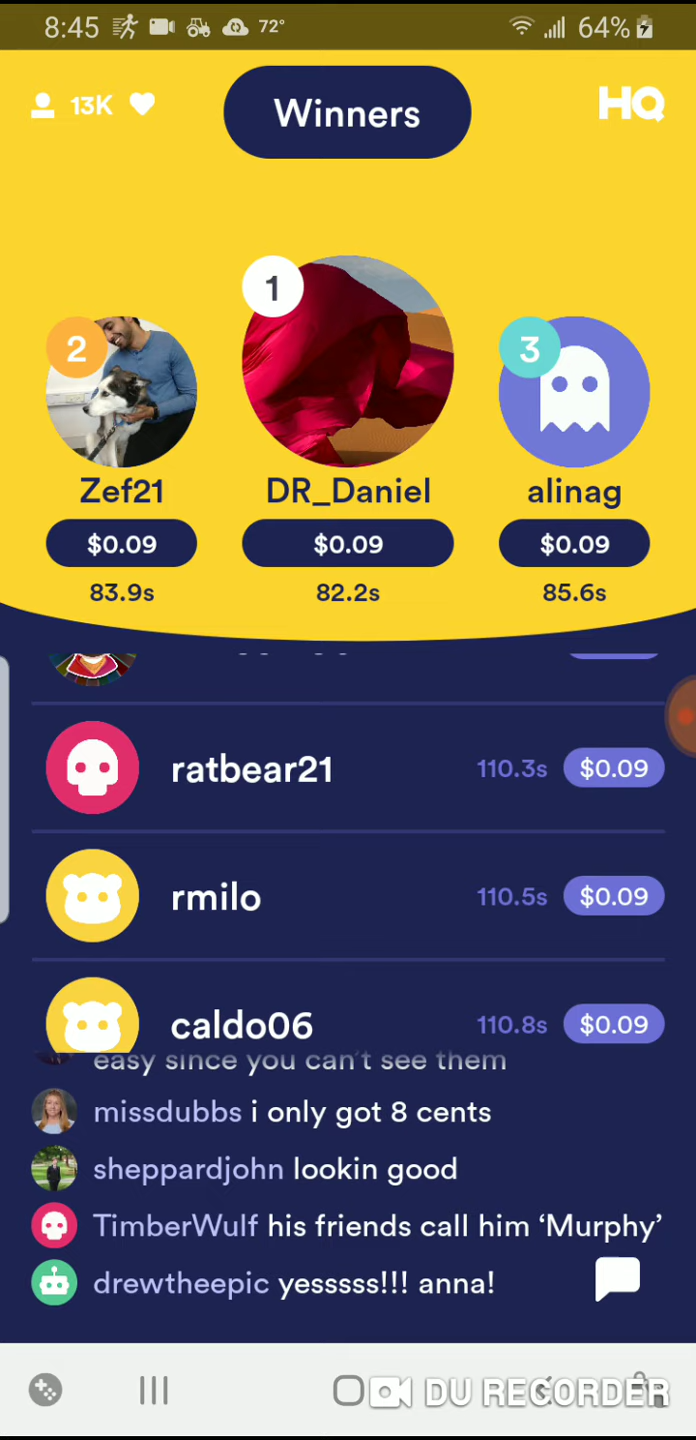 8:45 72° 64%
13K Winners HQ
1
2 3
Zef21 DR_Daniel alinag
$0.09 $0.09 $0.09
83.9s 82.2s 85.6s
ratbear21 110.3s $0.09
rmilo 110.5s $0.09
caldo06 110.8s $0.09
easy since you can't see them
missdubbs i only got 8 cents
sheppardjohn lookin good
TimberWulf his friends call him ‘Murphy’
drewtheepic yesssss!!! anna!
DU RECORDER